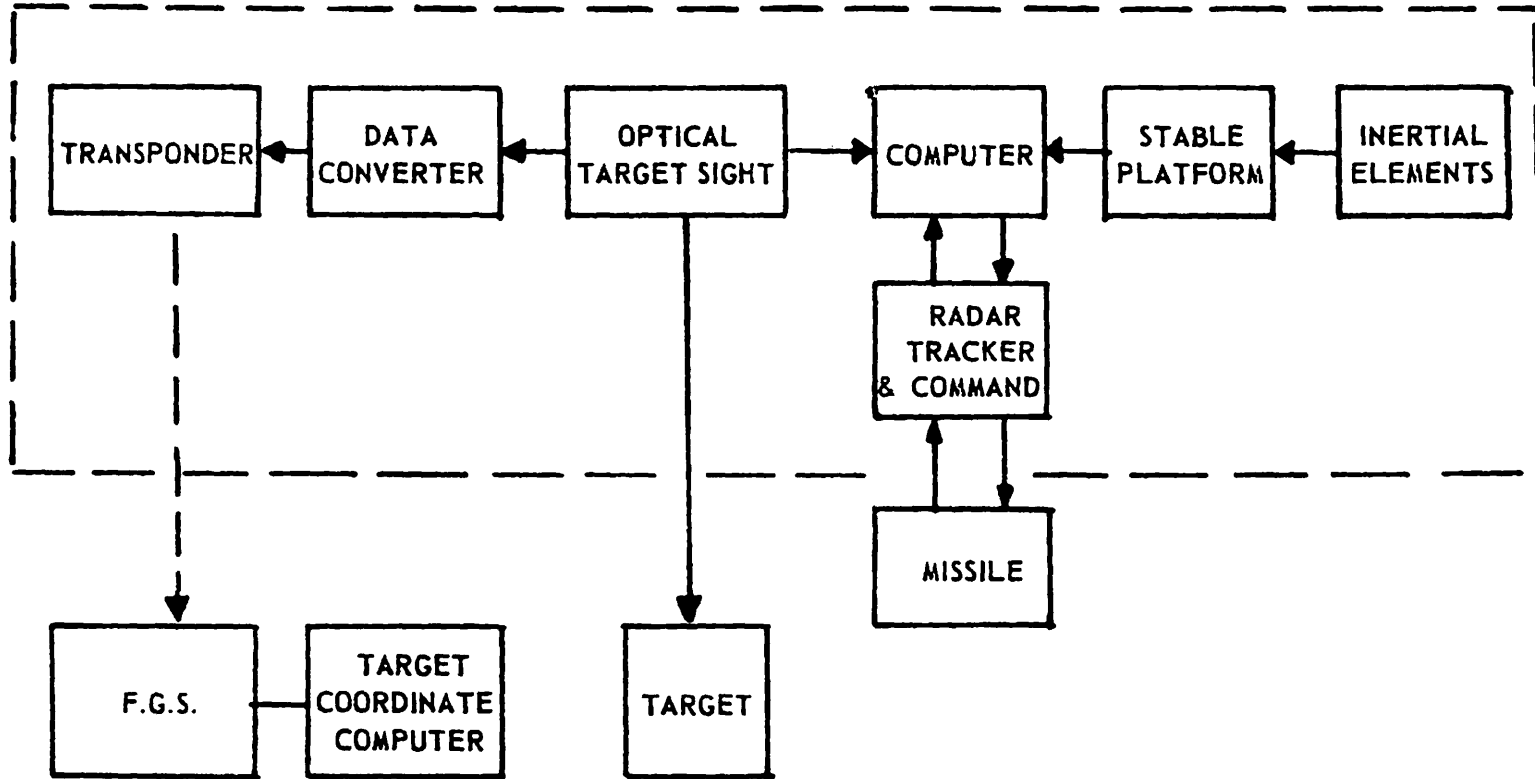 TRANSPONDER
DATA
CONVERTER
OPTICAL
TARGET SIGHT
COMPUTER
STABLE
PLATFORM
INERTIAL
ELEMENTS
RADAR
TRACKER
& COMMAND
MISSILE
F.G.S.
TARGET
COORDINATE
COMPUTER
TARGET